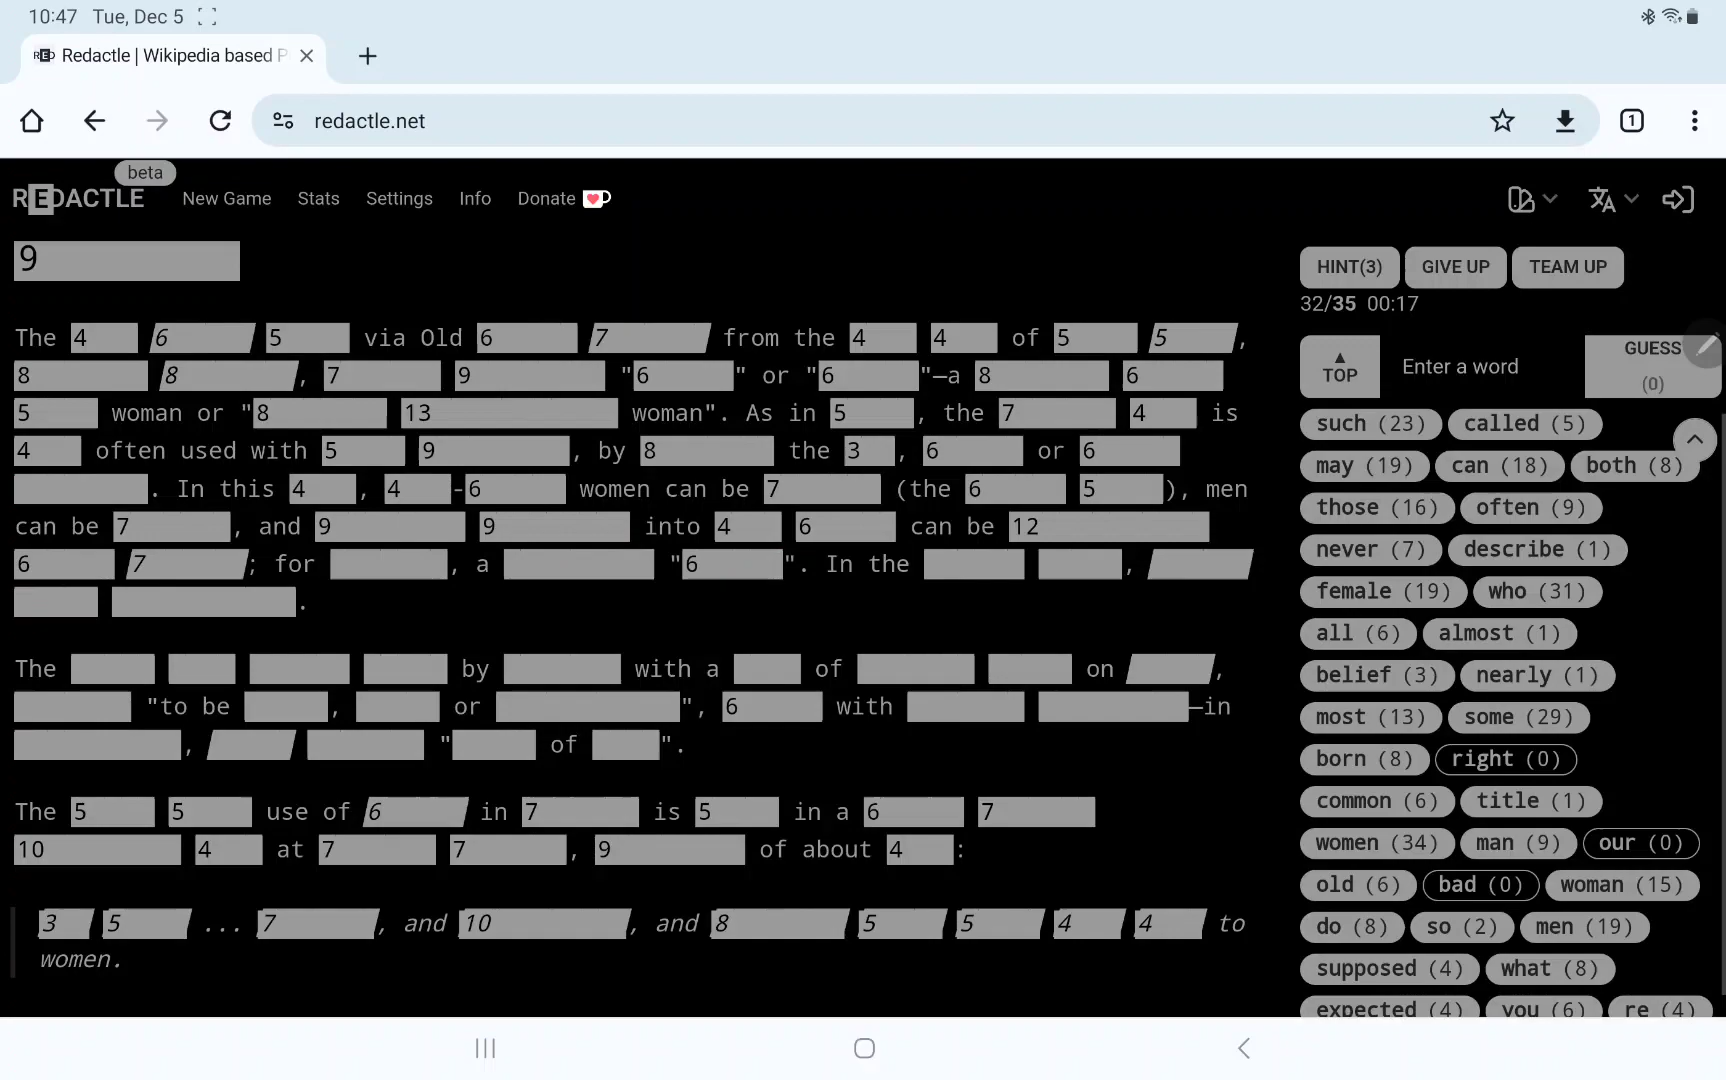 10:47 Tue, Dec 5
RED Redactle | Wikipedia based P
redactle.net
1
beta
REDACTLE New Game Stats Settings Info Donate
9
HINT(3) GIVE UP TEAM UP
32/35 00:17
▲ TOP Enter a word GUESS (0)
The 4 6 5 via Old 6 7 from the 4 4 of 5 5,
8 8, 7 9 "6" or "6"—a 8 6
5 woman or "8 13 woman". As in 5, the 7 4 is
4 often used with 5 9, by 8 the 3, 6 or 6
. In this 4, 4-6 women can be 7 (the 6 5), men
can be 7, and 9 9 into 4 6 can be 12
6 7; for , a "6". In the ,
.
The by with a of on ,
"to be , or ", 6 with —in
, " of ".
The 5 5 use of 6 in 7 is 5 in a 6 7
10 4 at 7 7, 9 of about 4:
3 5 ... 7, and 10, and 8 5 5 4 4 to
women.
such (23) called (5)
may (19) can (18) both (8)
those (16) often (9)
never (7) describe (1)
female (19) who (31)
all (6) almost (1)
belief (3) nearly (1)
most (13) some (29)
born (8) right (0)
common (6) title (1)
women (34) man (9) our (0)
old (6) bad (0) woman (15)
do (8) so (2) men (19)
supposed (4) what (8)
expected (4) you (6) re (4)